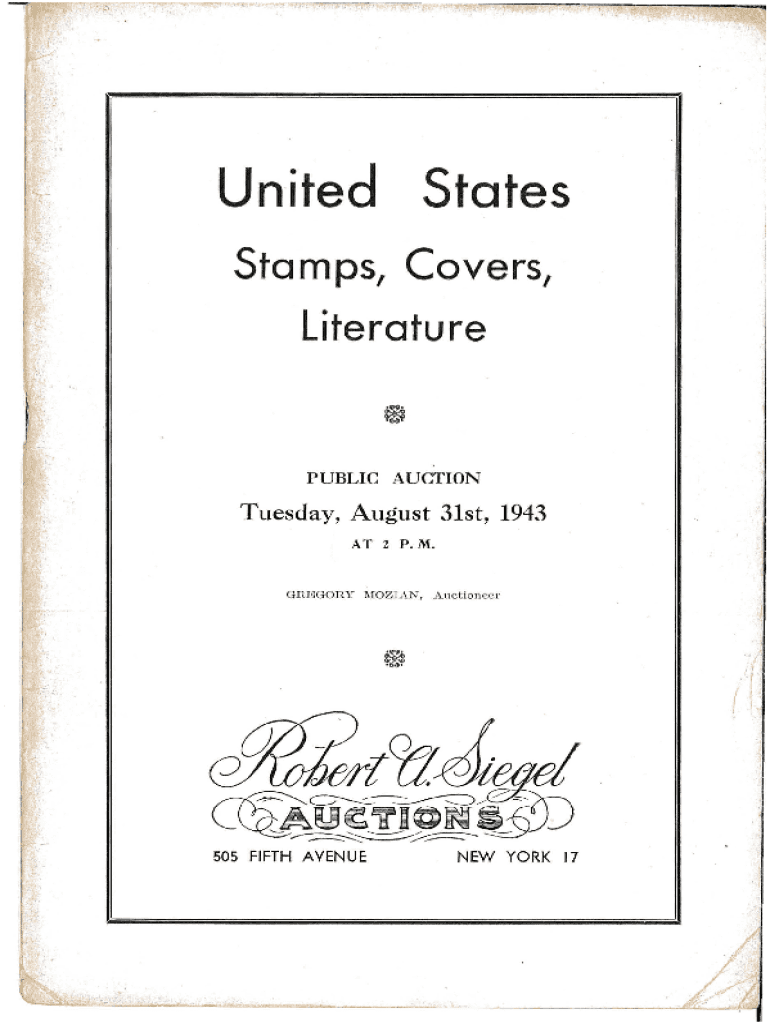 United States
Stamps, Covers,
Literature
PUBLIC AUCTION
Tuesday, August 31st, 1943
AT 2 P. M.
GREGORY MOZIAN, Auctioneer
Robert A. Siegel
AUCTIONS
505 FIFTH AVENUE NEW YORK 17